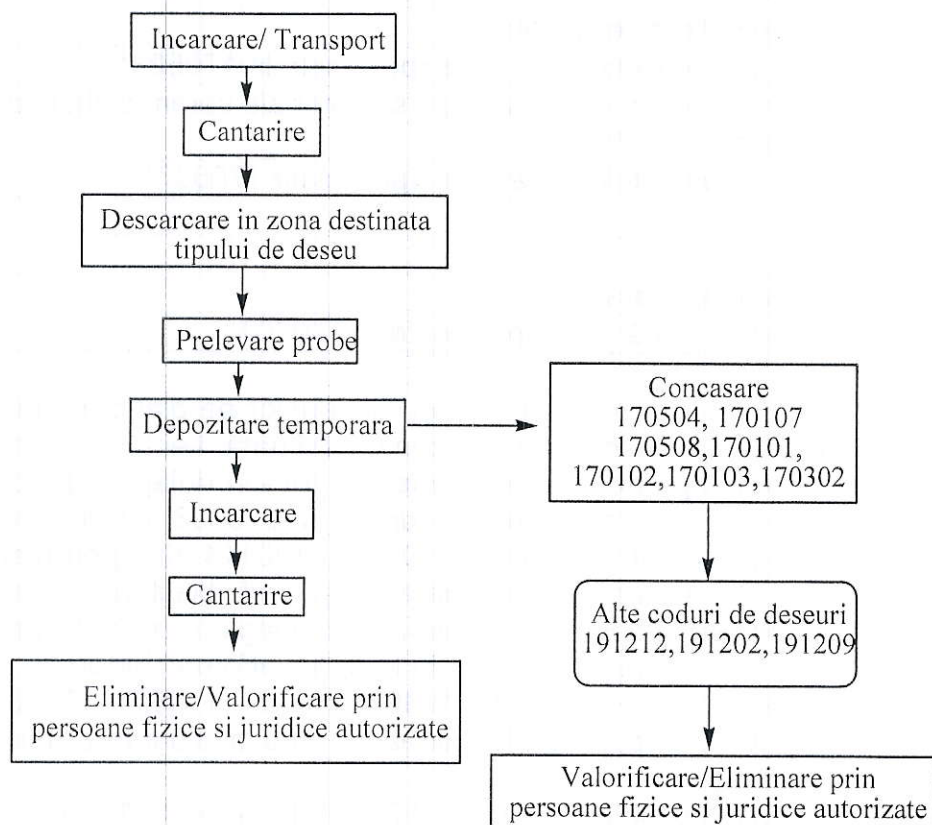 Incarcare/ Transport
Cantarire
Descarcare in zona destinata
tipului de deseu
Prelevare probe
Depozitare temporara
Incarcare
Cantarire
Eliminare/Valorificare prin
persoane fizice si juridice autorizate
Concasare
170504, 170107
170508,170101,
170102,170103,170302
Alte coduri de deseuri
191212,191202,191209
Valorificare/Eliminare prin
persoane fizice si juridice autorizate